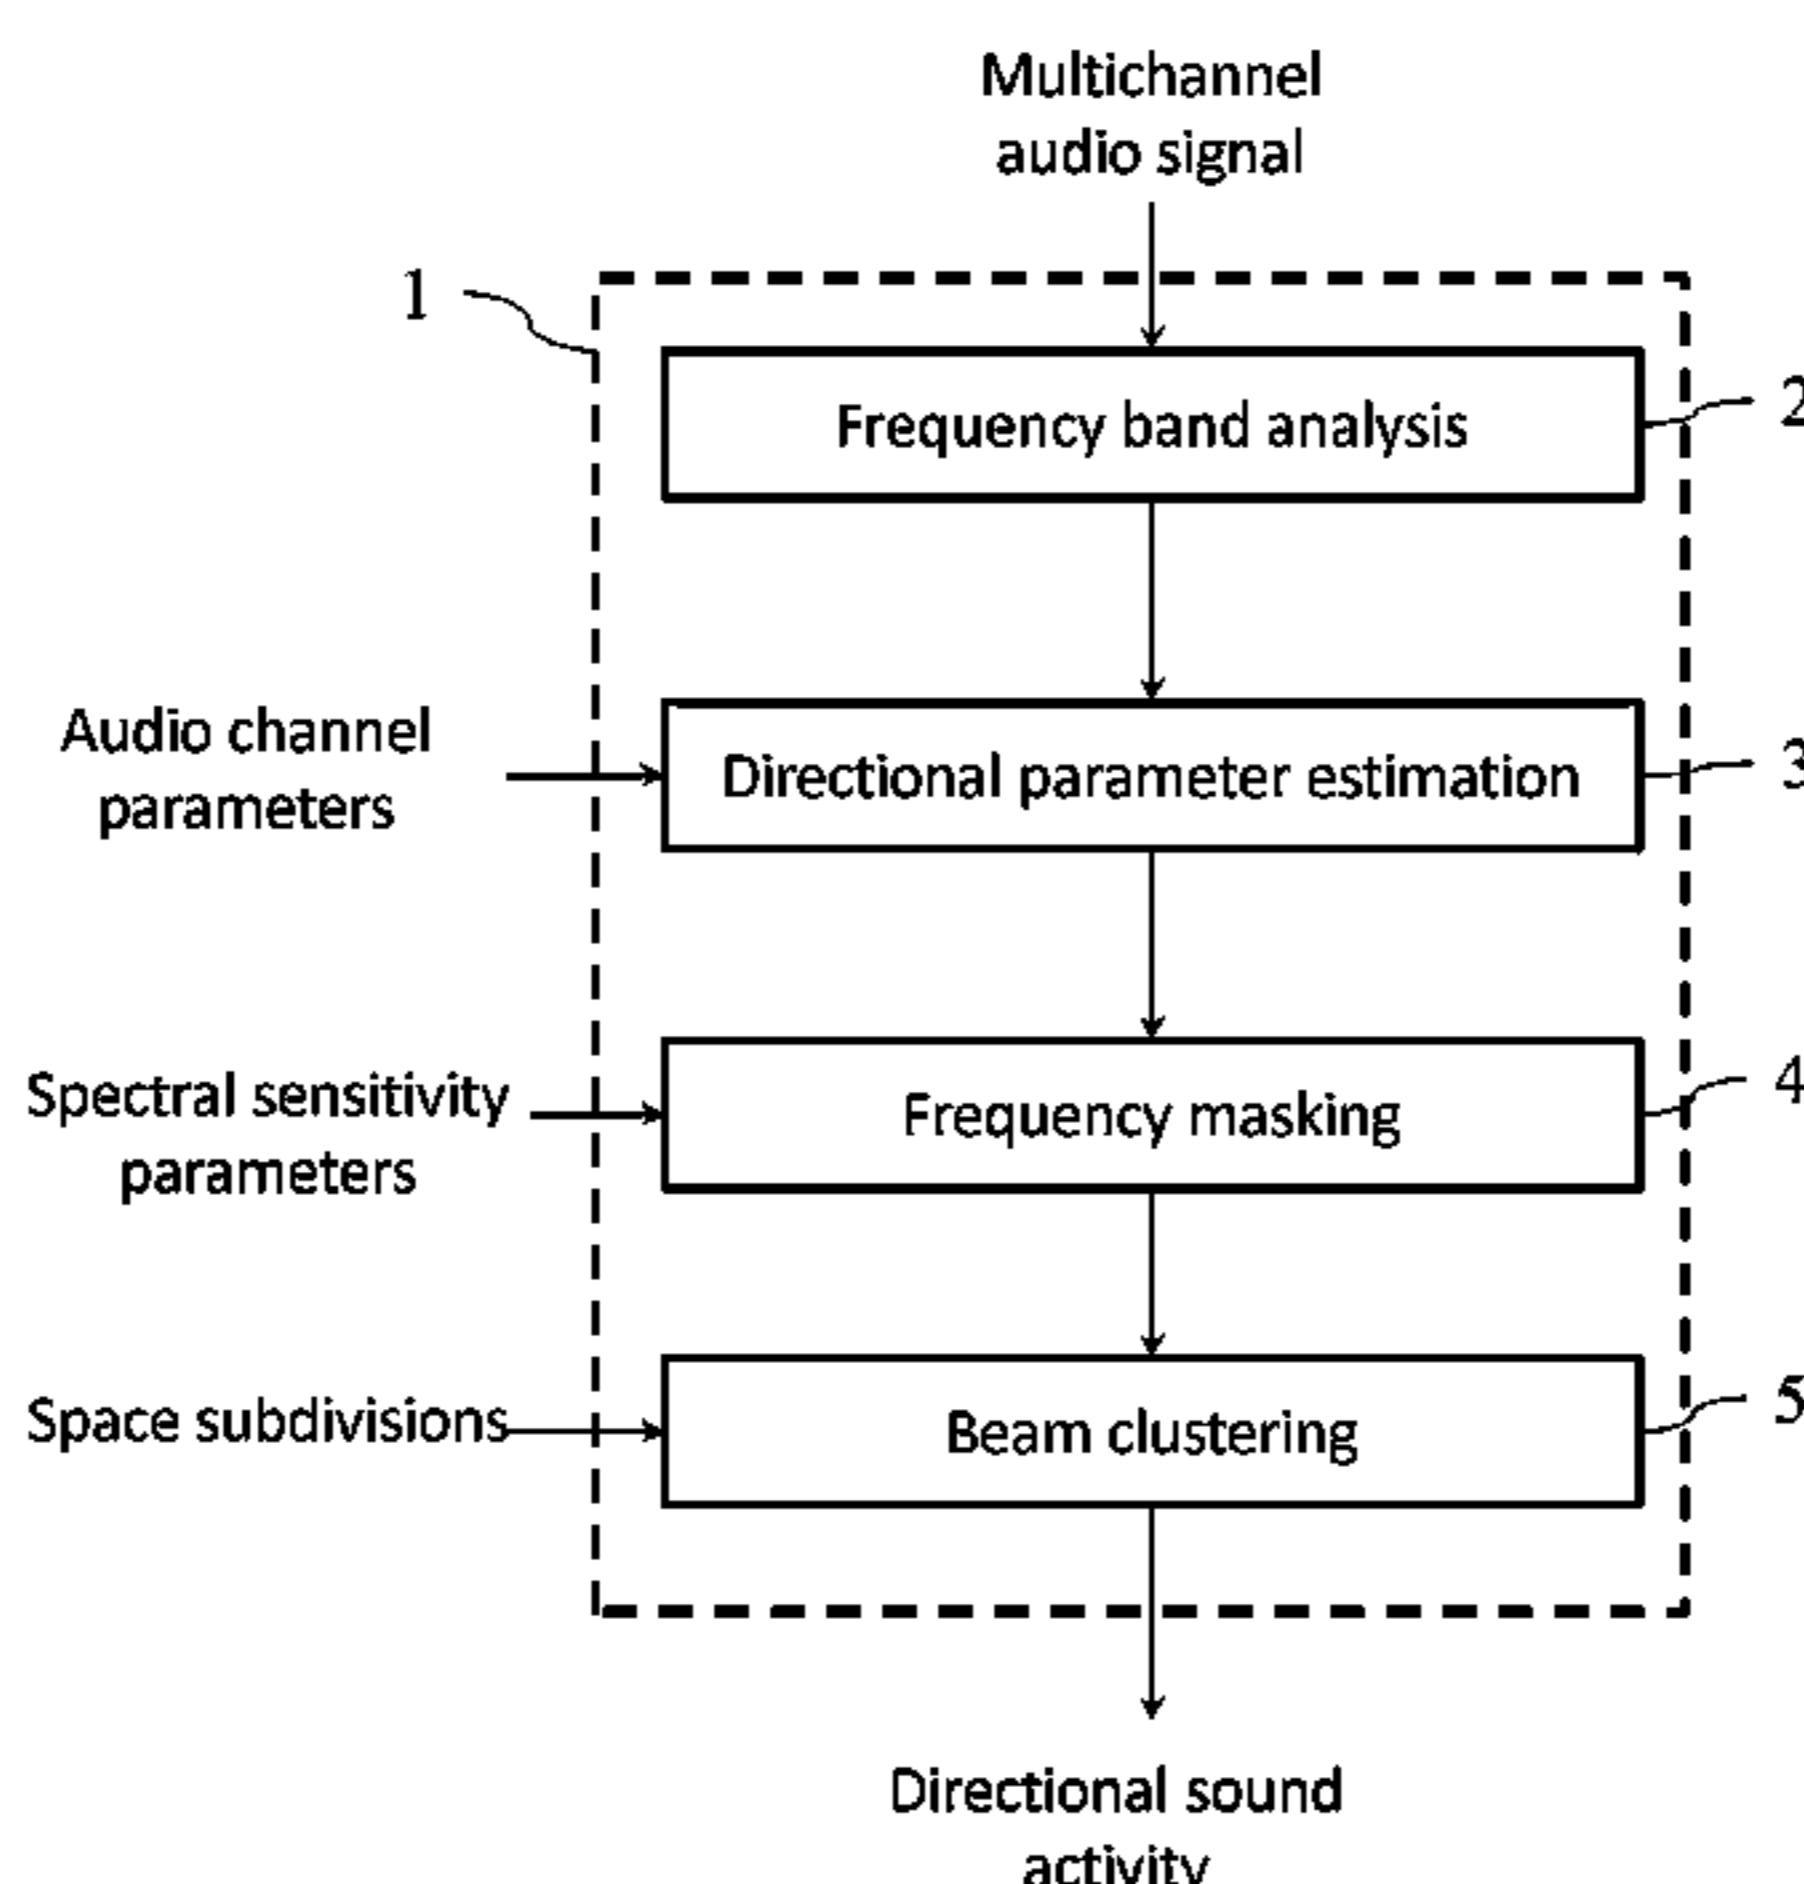 Multichannel
audio signal
1
Frequency band analysis
2
Audio channel
parameters
Directional parameter estimation
3
Spectral sensitivity
parameters
Frequency masking
4
Space subdivisions
Beam clustering
5
Directional sound
activity